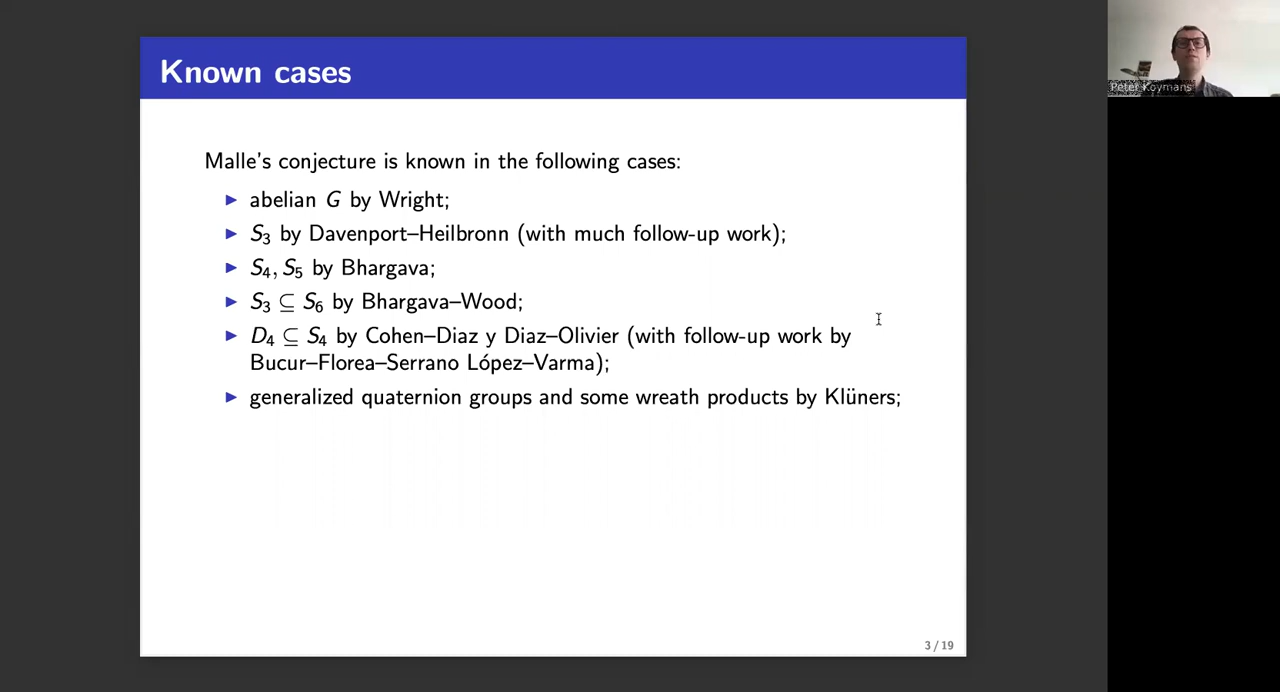 Known cases
Peter Koymans
Malle's conjecture is known in the following cases:
▶ abelian G by Wright;
▶ S₃ by Davenport–Heilbronn (with much follow-up work);
▶ S₄, S₅ by Bhargava;
▶ S₃ ⊆ S₆ by Bhargava–Wood;
▶ D₄ ⊆ S₄ by Cohen–Diaz y Diaz–Olivier (with follow-up work by
Bucur–Florea–Serrano López–Varma);
▶ generalized quaternion groups and some wreath products by Klüners;
3 / 19